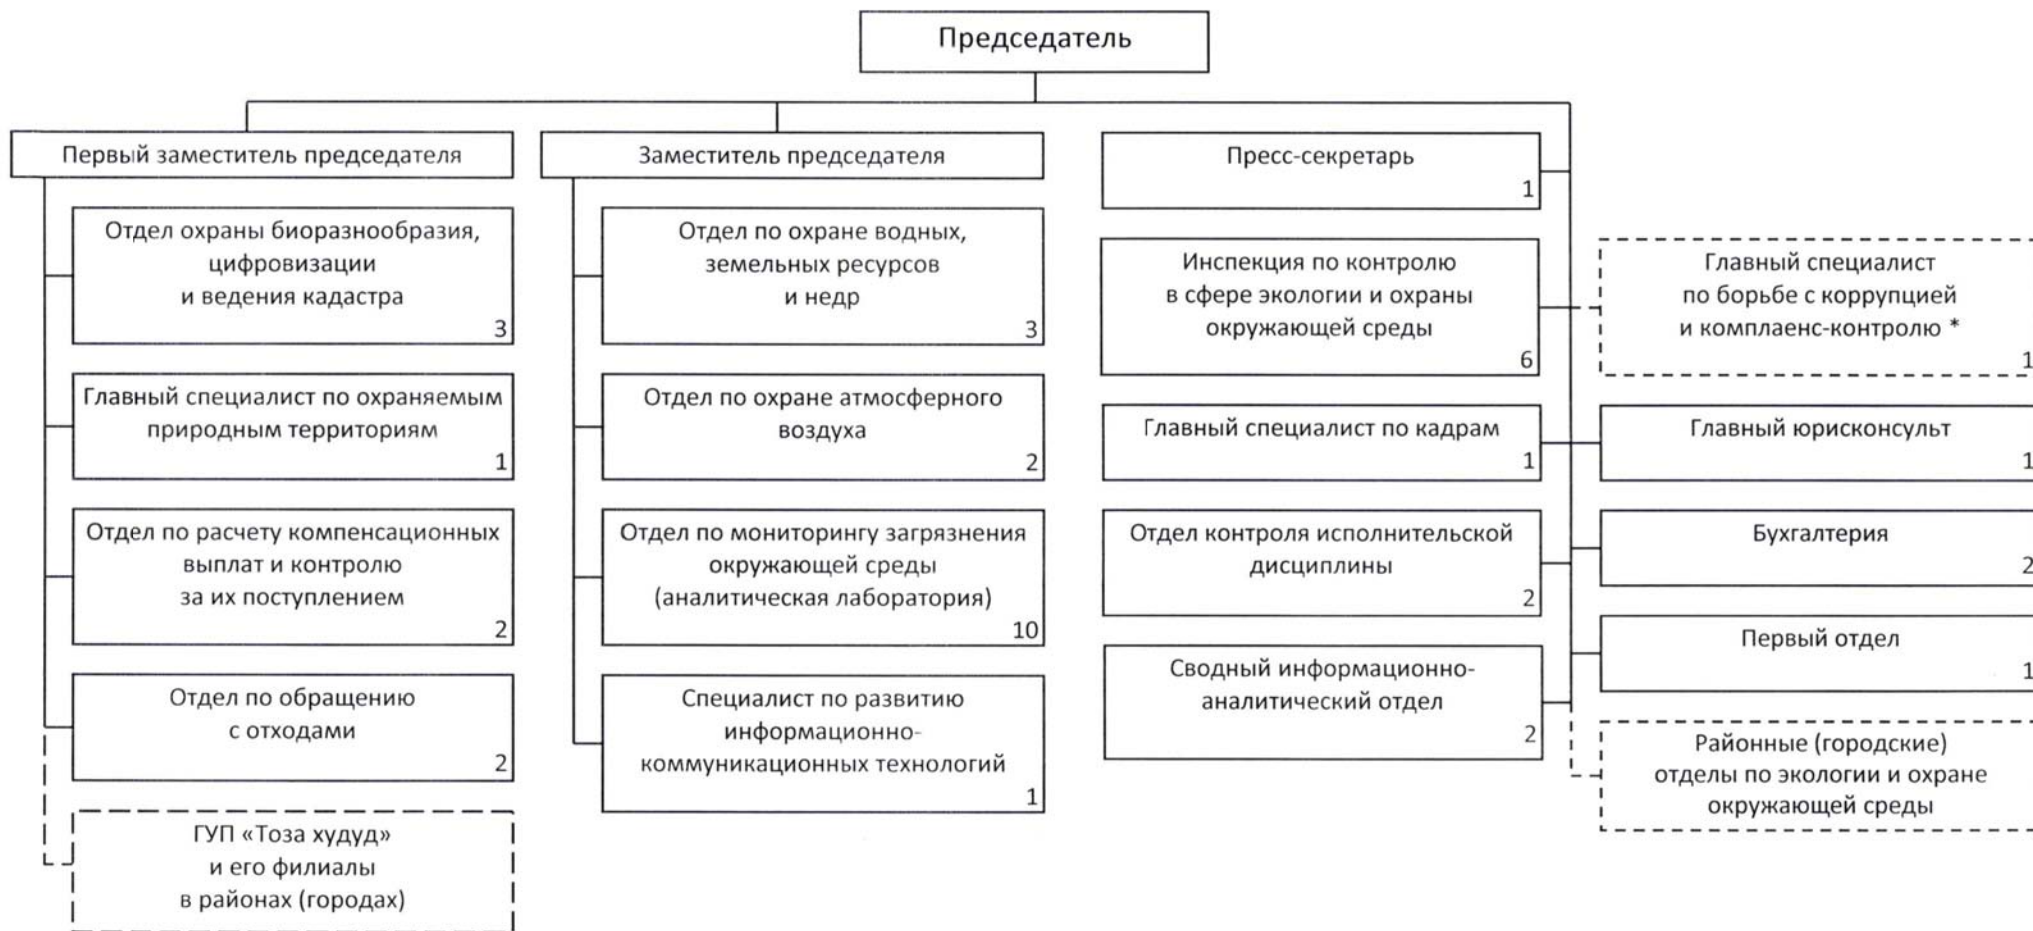 Председатель
Первый заместитель председателя
Отдел охраны биоразнообразия,
цифровизации
и ведения кадастра
3
Главный специалист по охраняемым
природным территориям
1
Отдел по расчету компенсационных
выплат и контролю
за их поступлением
2
Отдел по обращению
с отходами
2
ГУП «Тоза худуд»
и его филиалы
в районах (городах)
Заместитель председателя
Отдел по охране водных,
земельных ресурсов
и недр
3
Отдел по охране атмосферного
воздуха
2
Отдел по мониторингу загрязнения
окружающей среды
(аналитическая лаборатория)
10
Специалист по развитию
информационно-
коммуникационных технологий
1
Пресс-секретарь
1
Инспекция по контролю
в сфере экологии и охраны
окружающей среды
6
Главный специалист по кадрам
1
Отдел контроля исполнительской
дисциплины
2
Сводный информационно-
аналитический отдел
2
Главный специалист
по борьбе с коррупцией
и комплаенс-контролю *
1
Главный юрисконсульт
1
Бухгалтерия
2
Первый отдел
1
Районные (городские)
отделы по экологии и охране
окружающей среды